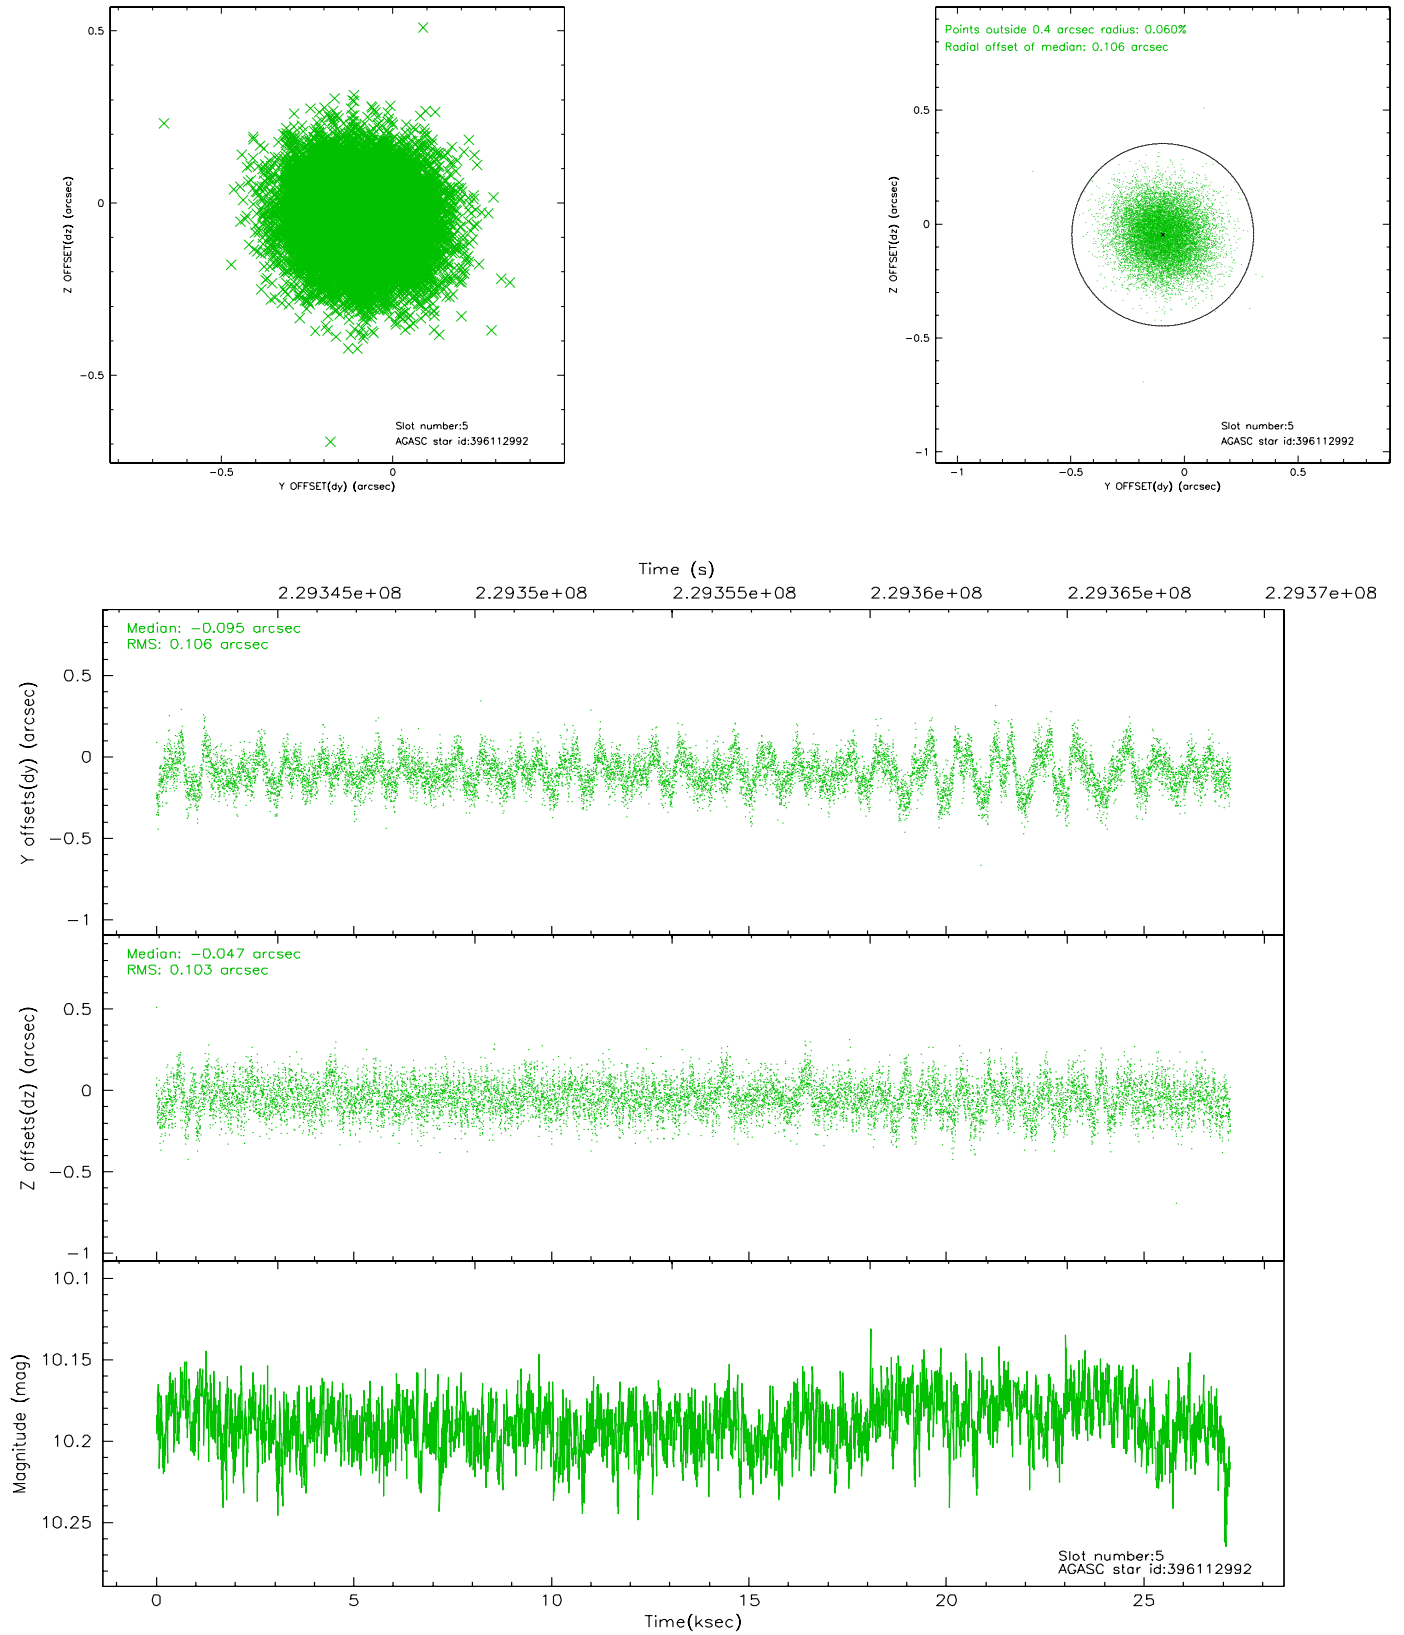 0.5
0
−0.5
Z OFFSET(dz) (arcsec)
Slot number:5
AGASC star id:396112992
−0.5
0
Y OFFSET(dy) (arcsec)
Points outside 0.4 arcsec radius: 0.060%
Radial offset of median: 0.106 arcsec
0.5
0
−0.5
−1
Z OFFSET(dz) (arcsec)
Slot number:5
AGASC star id:396112992
−1
−0.5
0
0.5
Y OFFSET(dy) (arcsec)
Time (s)
2.29345e+08
2.2935e+08
2.29355e+08
2.2936e+08
2.29365e+08
2.2937e+08
Median: −0.095 arcsec
RMS: 0.106 arcsec
0.5
0
−0.5
−1
Y offsets(dy) (arcsec)
Median: −0.047 arcsec
RMS: 0.103 arcsec
0.5
0
−0.5
−1
Z offsets(dz) (arcsec)
10.1
10.15
10.2
10.25
Magnitude (mag)
Slot number:5
AGASC star id:396112992
0
5
10
15
20
25
Time(ksec)